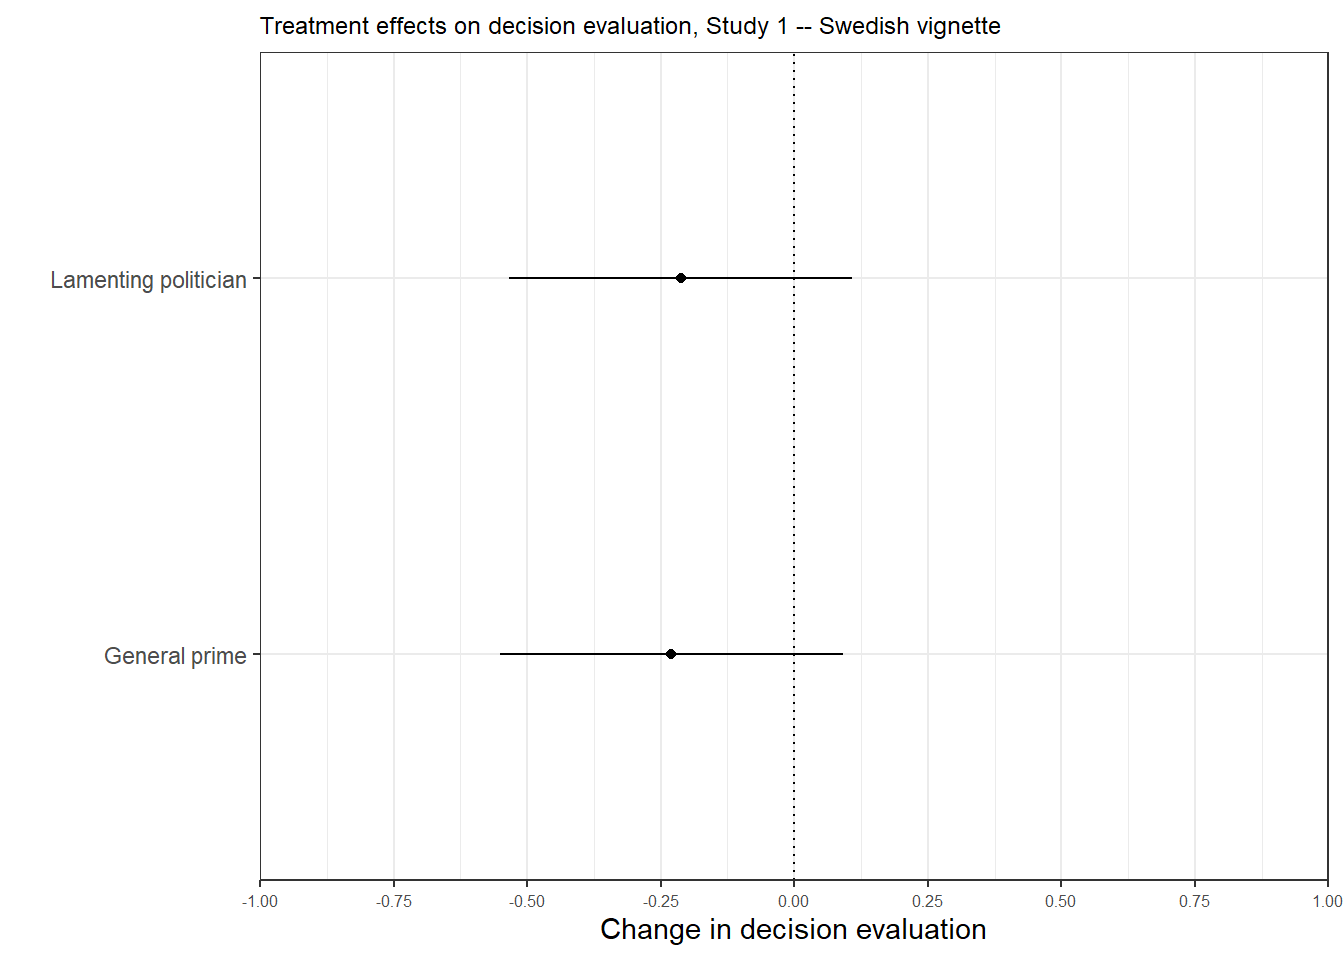 Treatment effects on decision evaluation, Study 1 -- Swedish vignette
Lamenting politician
General prime
-1.00 -0.75 -0.50 -0.25 0.00 0.25 0.50 0.75 1.00
Change in decision evaluation